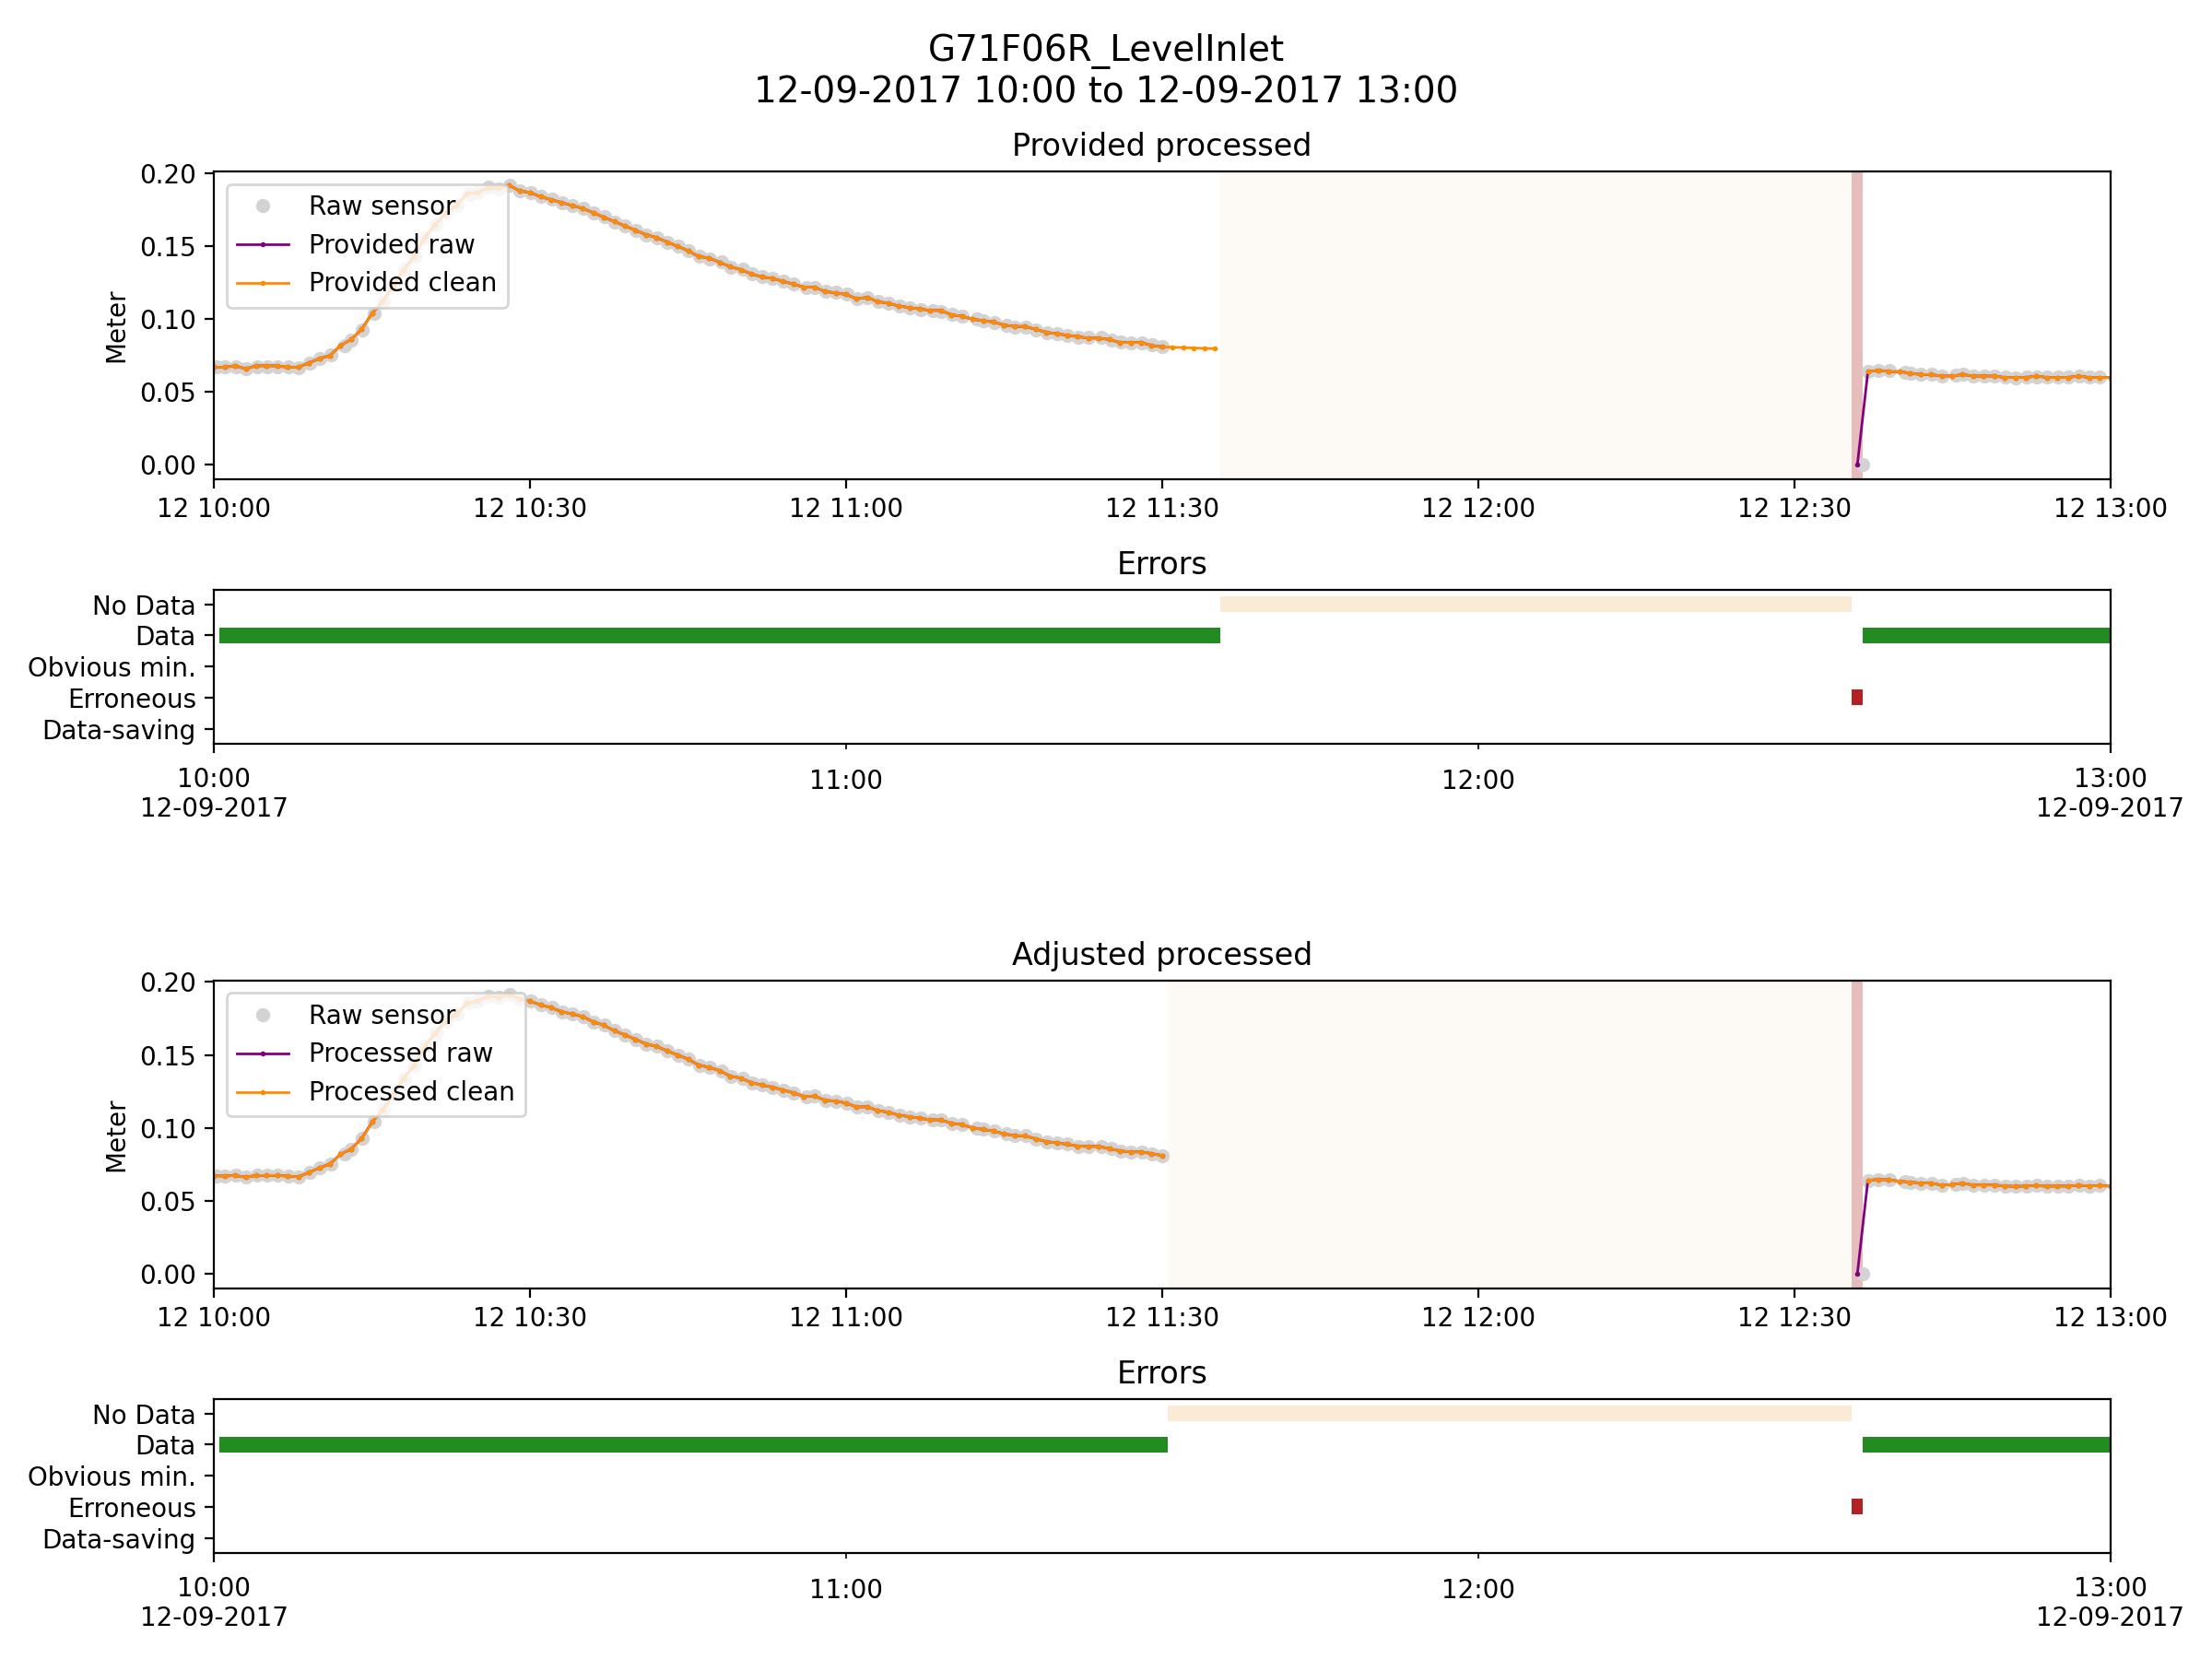 G71F06R_LevelInlet
12-09-2017 10:00 to 12-09-2017 13:00
Provided processed
0.20
0.15
0.10
0.05
0.00
Meter
Raw sensor
Provided raw
Provided clean
12 10:00 12 10:30 12 11:00 12 11:30 12 12:00 12 12:30 12 13:00
Errors
No Data
Data
Obvious min.
Erroneous
Data-saving
10:00 11:00 12:00 13:00
12-09-2017 12-09-2017
Adjusted processed
0.20
0.15
0.10
0.05
0.00
Meter
Raw sensor
Processed raw
Processed clean
12 10:00 12 10:30 12 11:00 12 11:30 12 12:00 12 12:30 12 13:00
Errors
No Data
Data
Obvious min.
Erroneous
Data-saving
10:00 11:00 12:00 13:00
12-09-2017 12-09-2017